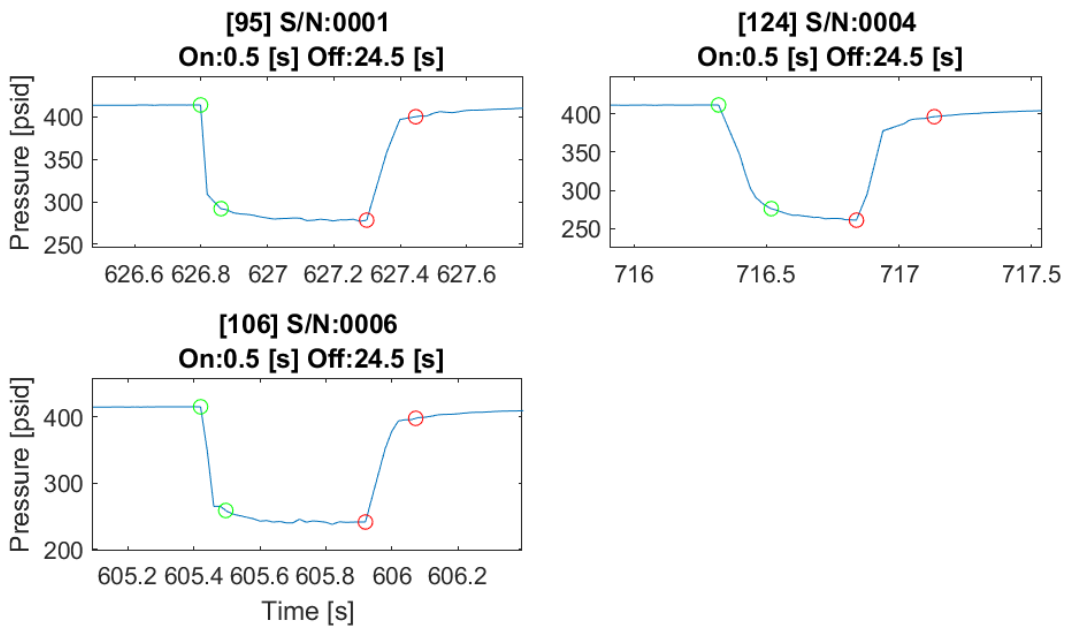 [95] S/N:0001
On:0.5 [s] Off:24.5 [s]
Pressure [psid]
400
350
300
250
626.6 626.8 627 627.2 627.4 627.6
[124] S/N:0004
On:0.5 [s] Off:24.5 [s]
400
350
300
250
716 716.5 717 717.5
[106] S/N:0006
On:0.5 [s] Off:24.5 [s]
Pressure [psid]
400
300
200
605.2 605.4 605.6 605.8 606 606.2
Time [s]